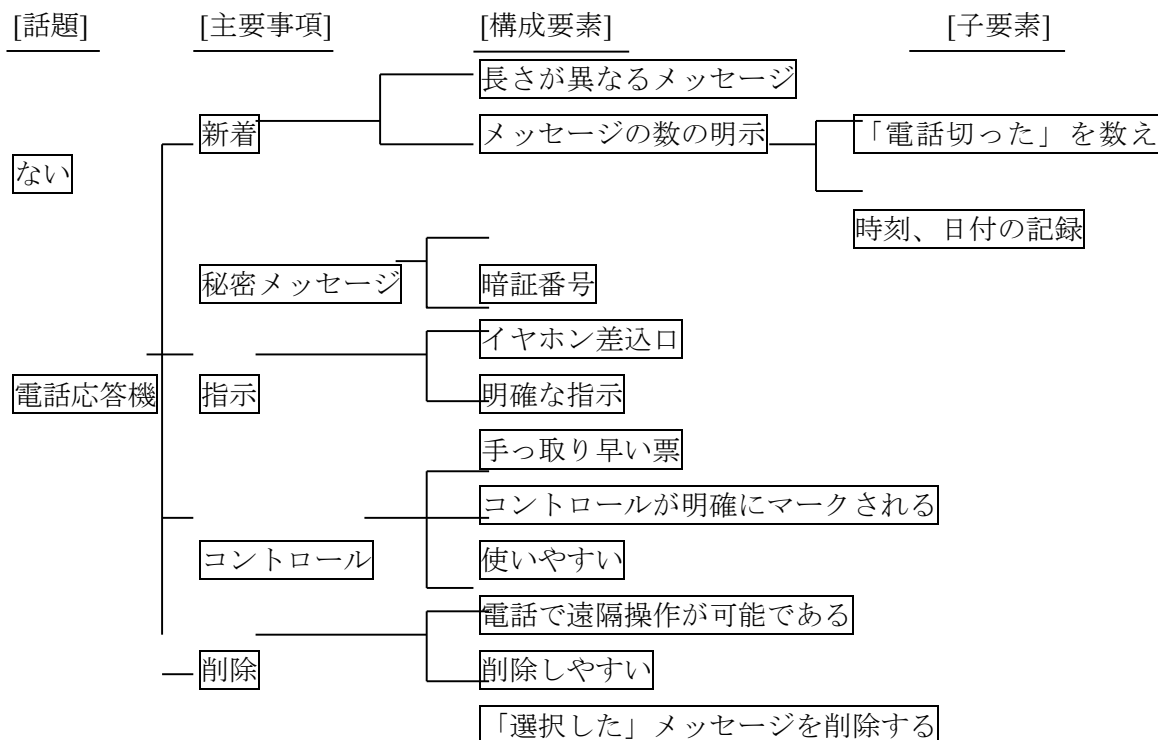 [話題] [主要事項] [構成要素] [子要素]
長さが異なるメッセージ
新着 メッセージの数の明示 「電話切った」を数え
ない
時刻、日付の記録
秘密メッセージ 暗証番号
イヤホン差込口
電話応答機 指示 明確な指示
手っ取り早い票
コントロールが明確にマークされる
コントロール 使いやすい
電話で遠隔操作が可能である
削除 削除しやすい
「選択した」メッセージを削除する